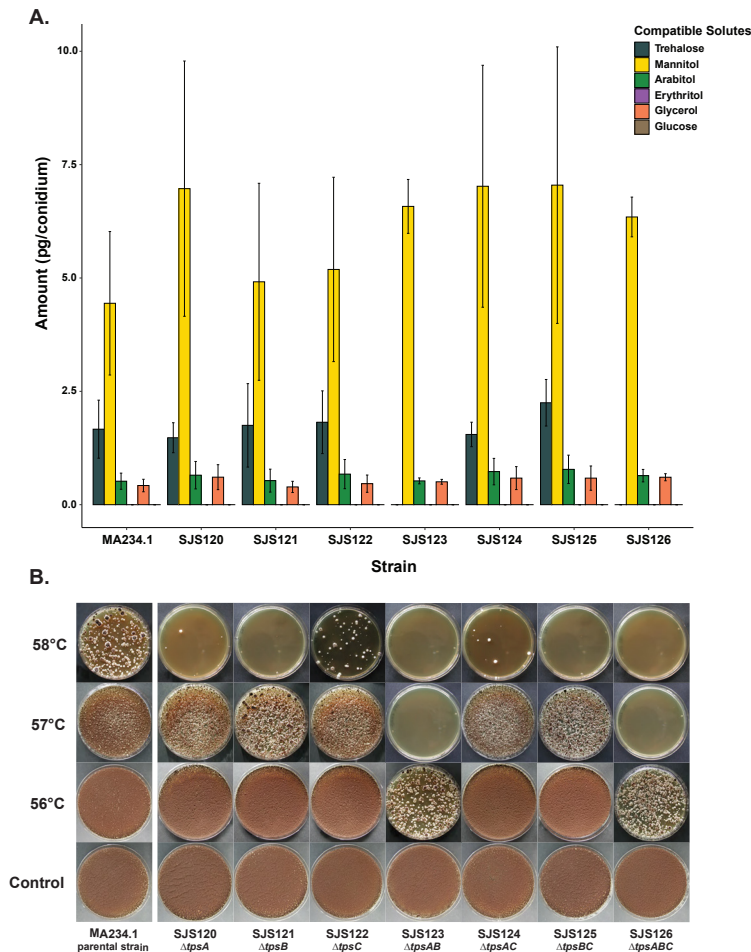 A.
Compatible Solutes
Trehalose
Mannitol
Arabitol
Erythritol
Glycerol
Glucose
10.0
7.5
5.0
2.5
0.0
Amount (pg/conidium)
MA234.1 SJS120 SJS121 SJS122 SJS123 SJS124 SJS125 SJS126
Strain
B.
58°C
57°C
56°C
Control
MA234.1 SJS120 SJS121 SJS122 SJS123 SJS124 SJS125 SJS126
parental strain ΔtpsA ΔtpsB ΔtpsC ΔtpsAB ΔtpsAC ΔtpsBC ΔtpsABC